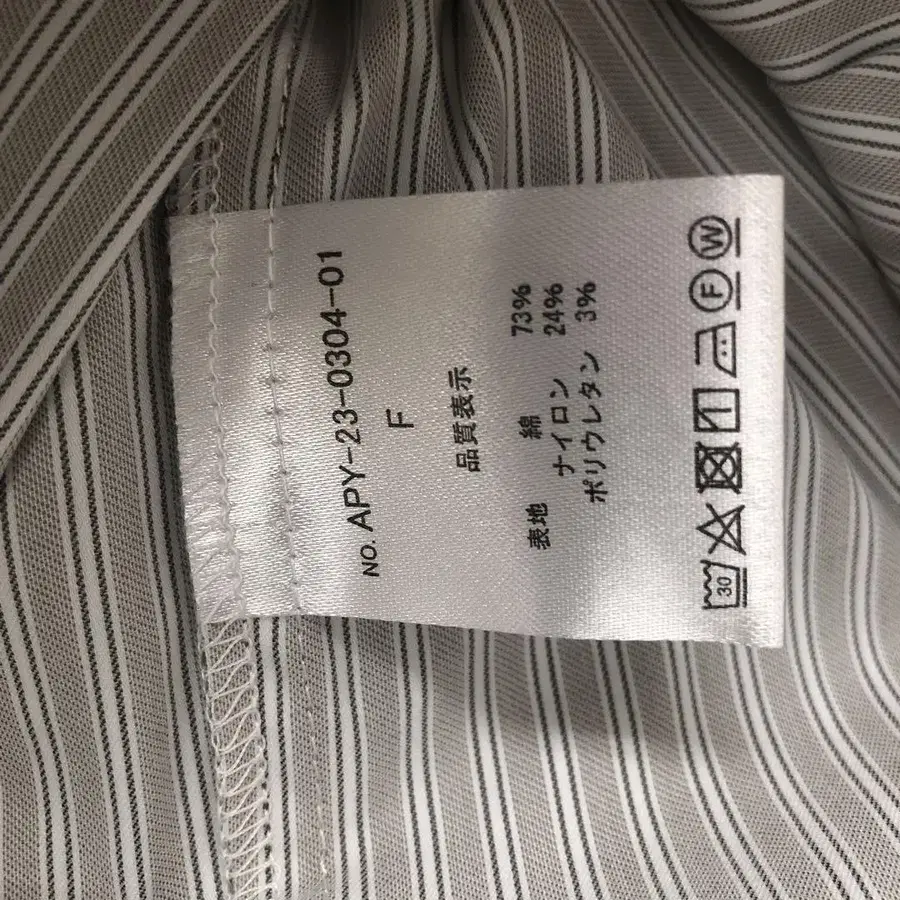 NO. APY-23-0304-01
F
品質表示
表地 綿 73%
ナイロン 24%
ポリウレタン 3%
30 F W